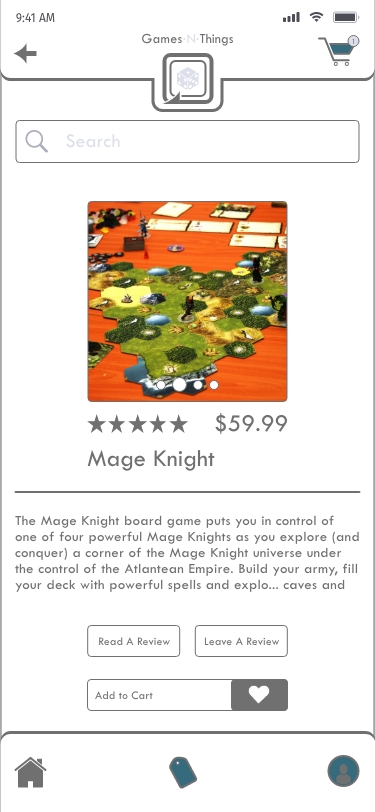 9:41 AM
Games·N·Things
1
Search
$59.99
Mage Knight
The Mage Knight board game puts you in control of
one of four powerful Mage Knights as you explore (and
conquer) a corner of the Mage Knight universe under
the control of the Atlantean Empire. Build your army, fill
your deck with powerful spells and explo... caves and
Read A Review
Leave A Review
Add to Cart